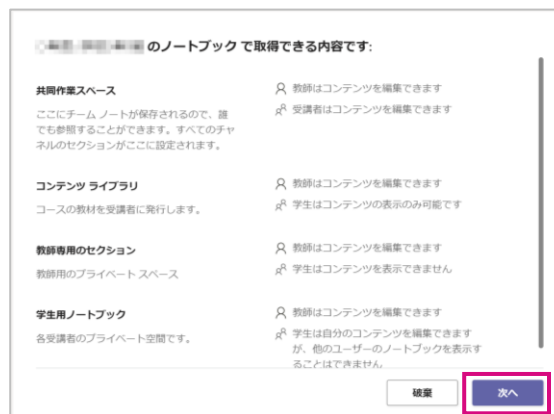 のノートブック で取得できる内容です:
共同作業スペース
ここにチーム ノートが保存されるので、誰
でも参照することができます。すべてのチャ
ネルのセクションがここに設定されます。
教師はコンテンツを編集できます
受講者はコンテンツを編集できます
コンテンツ ライブラリ
コースの教材を受講者に発行します。
教師はコンテンツを編集できます
学生はコンテンツの表示のみ可能です
教師専用のセクション
教師用のプライベート スペース
教師はコンテンツを編集できます
学生はコンテンツを表示できません
学生用ノートブック
各受講者のプライベート空間です。
教師はコンテンツを編集できます
学生は自分のコンテンツを編集できます
が、他のユーザーのノートブックを表示す
ることはできません
破棄
次へ